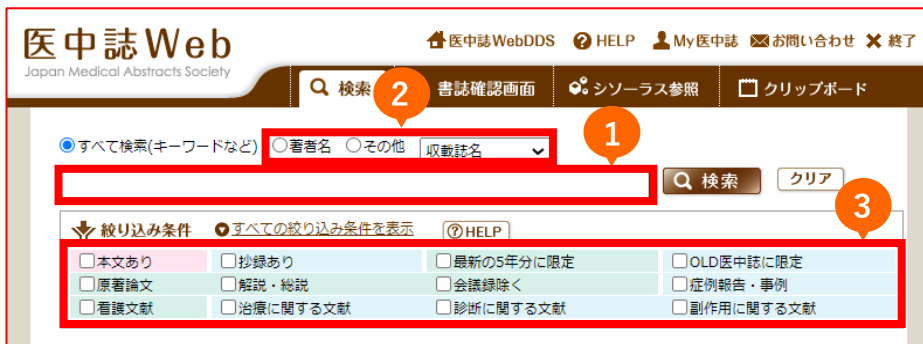 医中誌Web
Japan Medical Abstracts Society
医中誌WebDDS HELP My医中誌 お問い合わせ 終了
検索 書誌確認画面 シソーラス参照 クリップボード
2
1
すべて検索(キーワードなど) 著者名 その他 収載誌名
検索 クリア
3
絞り込み条件 すべての絞り込み条件を表示 HELP
本文あり 抄録あり 最新の5年分に限定 OLD医中誌に限定
原著論文 解説・総説 会議録除く 症例報告・事例
看護文献 治療に関する文献 診断に関する文献 副作用に関する文献